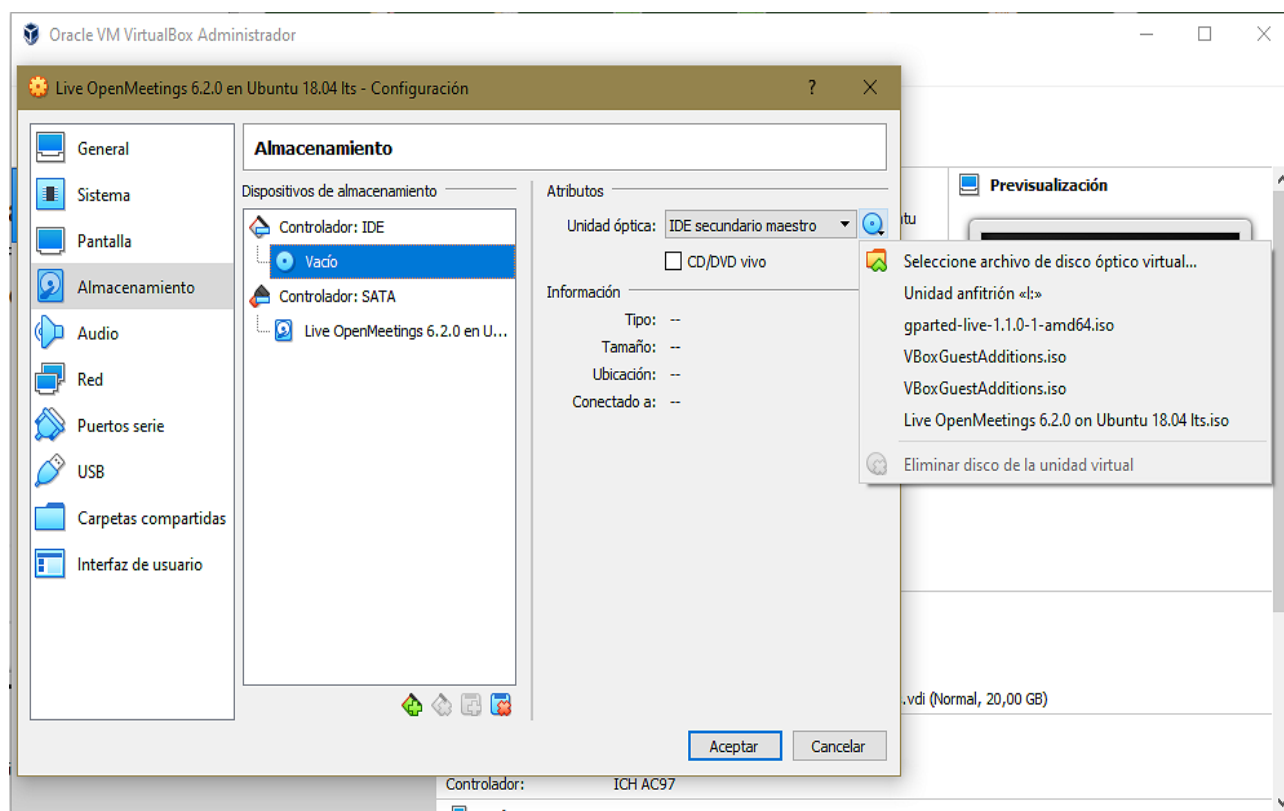 Oracle VM VirtualBox Administrador
Live OpenMeetings 6.2.0 en Ubuntu 18.04 lts - Configuración
?
General
Sistema
Pantalla
Almacenamiento
Audio
Red
Puertos serie
USB
Carpetas compartidas
Interfaz de usuario
Almacenamiento
Dispositivos de almacenamiento
Controlador: IDE
Vacío
Controlador: SATA
Live OpenMeetings 6.2.0 en U...
Atributos
Unidad óptica: IDE secundario maestro
CD/DVD vivo
Información
Tipo: --
Tamaño: --
Ubicación: --
Conectado a: --
Aceptar Cancelar
Previsualización
Seleccione archivo de disco óptico virtual...
Unidad anfitrión «I:»
gparted-live-1.1.0-1-amd64.iso
VBoxGuestAdditions.iso
VBoxGuestAdditions.iso
Live OpenMeetings 6.2.0 on Ubuntu 18.04 lts.iso
Eliminar disco de la unidad virtual
.vdi (Normal, 20,00 GB)
Controlador: ICH AC97